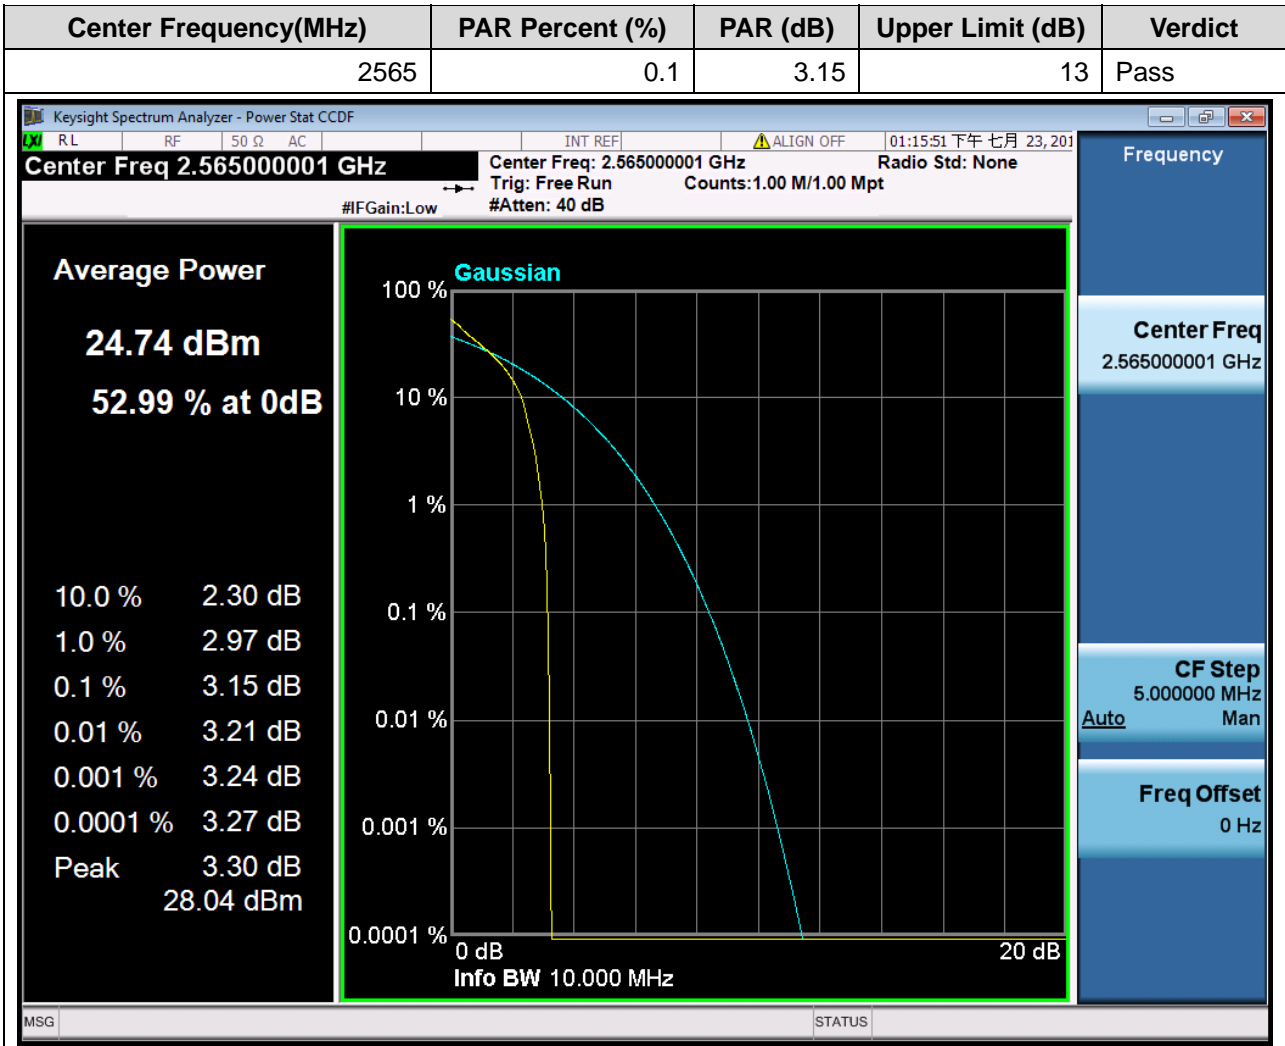 Center Frequency(MHz) PAR Percent (%) PAR (dB) Upper Limit (dB) Verdict
2565 0.1 3.15 13 Pass
Keysight Spectrum Analyzer - Power Stat CCDF
LXI RL RF 50 Ω AC INT REF ALIGN OFF 01:15:51 下午 七月 23, 201
Center Freq 2.565000001 GHz
Center Freq: 2.565000001 GHz Radio Std: None
Trig: Free Run Counts:1.00 M/1.00 Mpt
#IFGain:Low #Atten: 40 dB
Frequency
Average Power
24.74 dBm
52.99 % at 0dB
10.0 % 2.30 dB
1.0 % 2.97 dB
0.1 % 3.15 dB
0.01 % 3.21 dB
0.001 % 3.24 dB
0.0001 % 3.27 dB
Peak 3.30 dB
28.04 dBm
Gaussian
100 %
10 %
1 %
0.1 %
0.01 %
0.001 %
0.0001 %
0 dB 20 dB
Info BW 10.000 MHz
Center Freq
2.565000001 GHz
CF Step
5.000000 MHz
Auto Man
Freq Offset
0 Hz
MSG STATUS